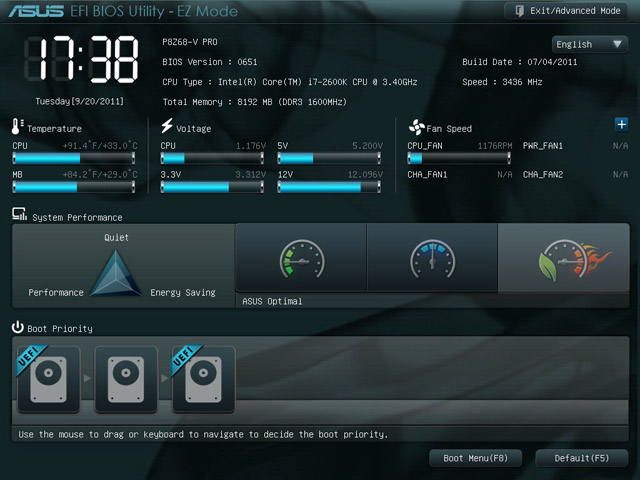 ASUS EFI BIOS Utility - EZ Mode
Exit/Advanced Mode
17:38
Tuesday[9/20/2011]
P8Z68-V PRO
English
BIOS Version : 0651
Build Date : 07/04/2011
CPU Type : Intel(R) Core(TM) i7-2600K CPU @ 3.40GHz
Speed : 3436 MHz
Total Memory : 8192 MB (DDR3 1600MHz)
Temperature
CPU +91.4°F/+33.0°C
MB +84.2°F/+29.0°C
Voltage
CPU 1.176V 5V 5.200V
3.3V 3.312V 12V 12.096V
Fan Speed
CPU_FAN 1176RPM PWR_FAN1 N/A
CHA_FAN1 N/A CHA_FAN2 N/A
System Performance
Quiet
Performance Energy Saving
ASUS Optimal
Boot Priority
UEFI
UEFI
Use the mouse to drag or keyboard to navigate to decide the boot priority.
Boot Menu(F8) Default(F5)